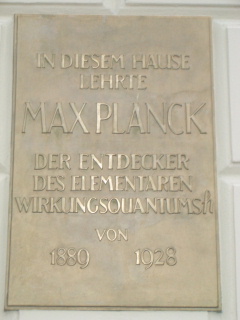 IN DIESEM HAUSE
LEHRTE
MAX PLANCK
DER ENTDECKER
DES ELEMENTAREN
WIRKUNGSQUANTUMS h
VON
1889 1928